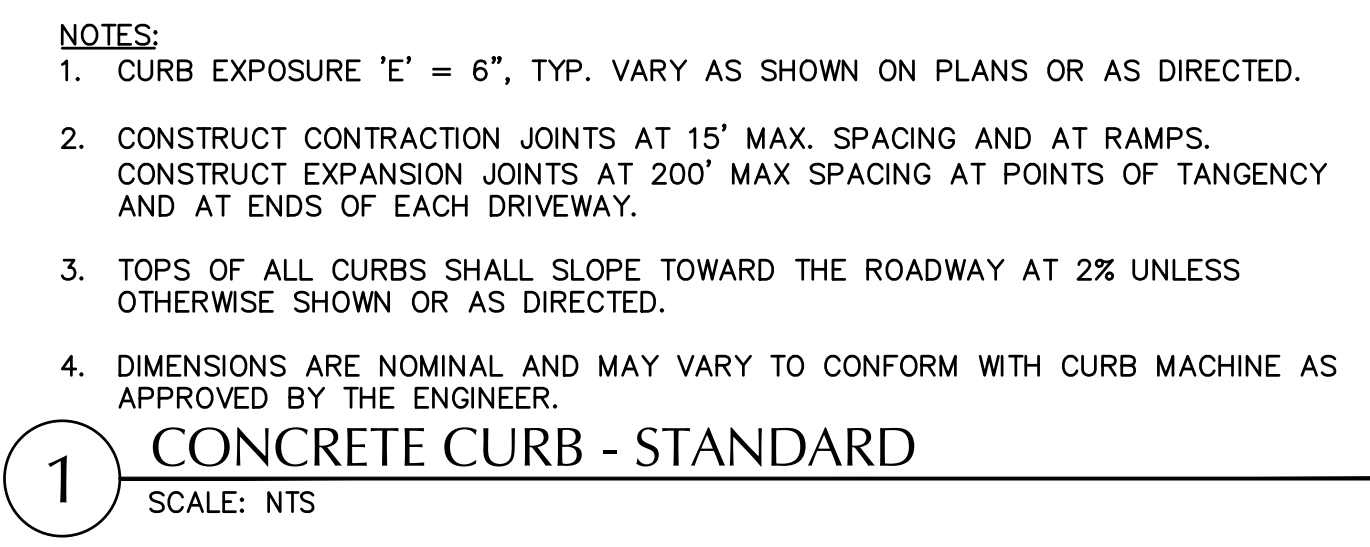 NOTES:
1. CURB EXPOSURE 'E' = 6", TYP. VARY AS SHOWN ON PLANS OR AS DIRECTED.
2. CONSTRUCT CONTRACTION JOINTS AT 15' MAX. SPACING AND AT RAMPS.
CONSTRUCT EXPANSION JOINTS AT 200' MAX SPACING AT POINTS OF TANGENCY
AND AT ENDS OF EACH DRIVEWAY.
3. TOPS OF ALL CURBS SHALL SLOPE TOWARD THE ROADWAY AT 2% UNLESS
OTHERWISE SHOWN OR AS DIRECTED.
4. DIMENSIONS ARE NOMINAL AND MAY VARY TO CONFORM WITH CURB MACHINE AS
APPROVED BY THE ENGINEER.
1 CONCRETE CURB - STANDARD
SCALE: NTS